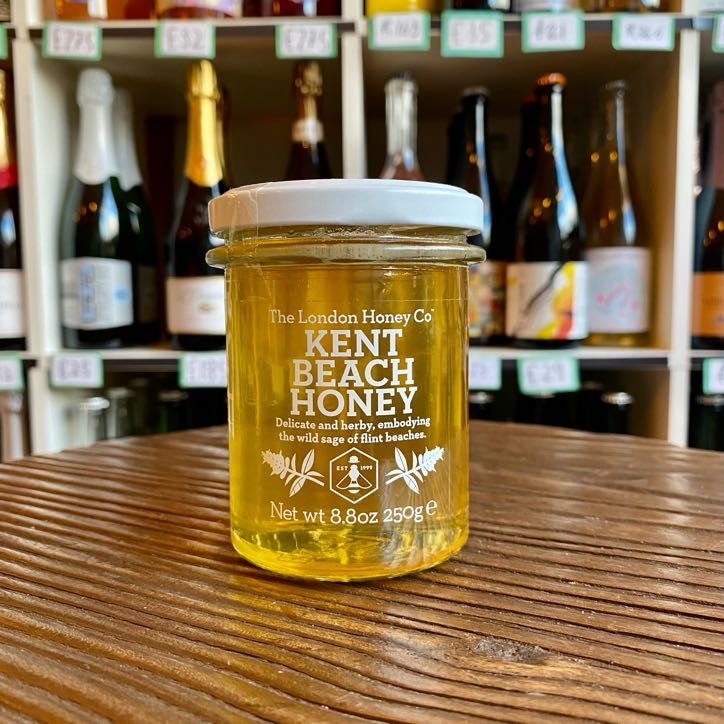 The London Honey Co™
KENT
BEACH
HONEY
Delicate and herby, embodying
the wild sage of flint beaches.
EST 1999
Net wt 8.8oz 250g ℮